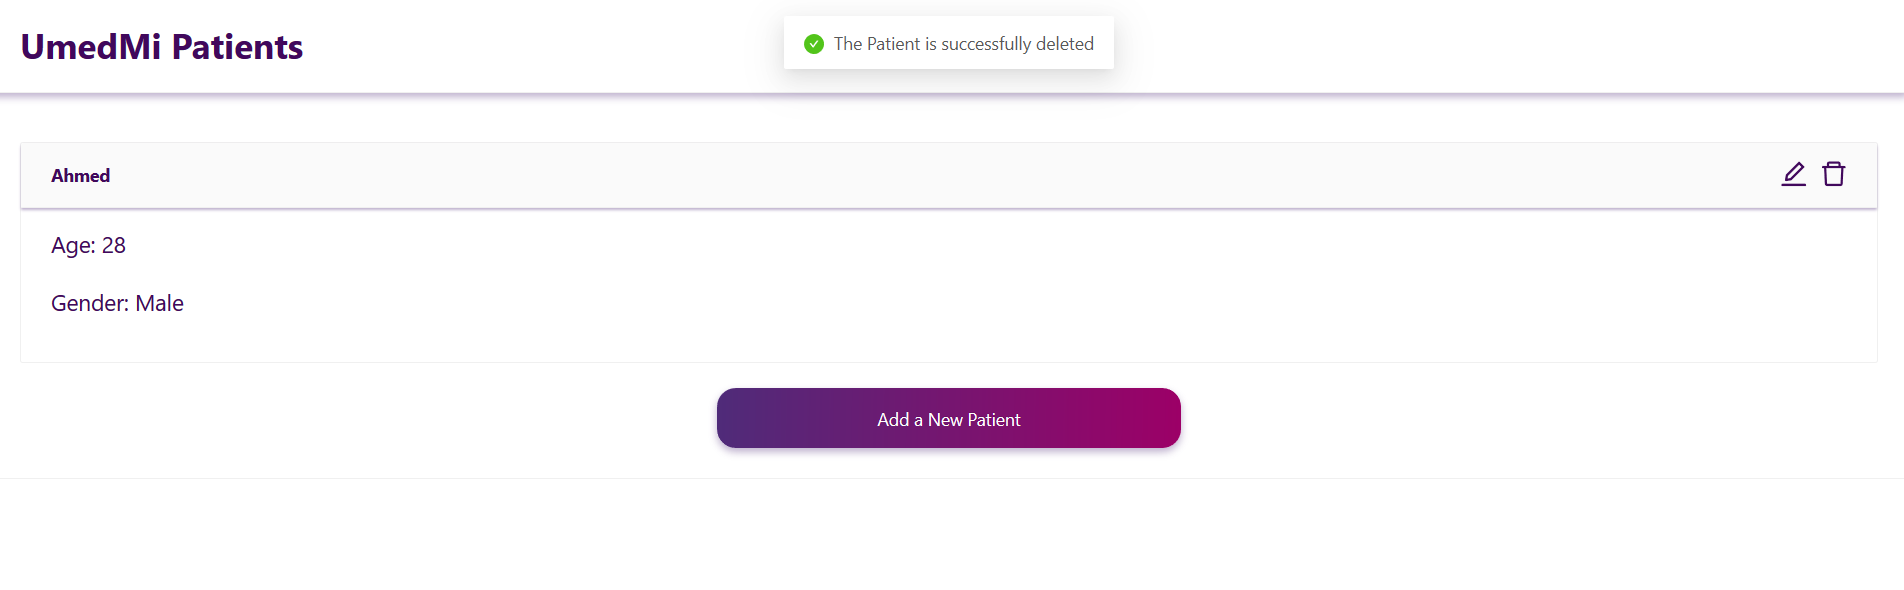 UmedMi Patients
The Patient is successfully deleted
Ahmed
Age: 28
Gender: Male
Add a New Patient